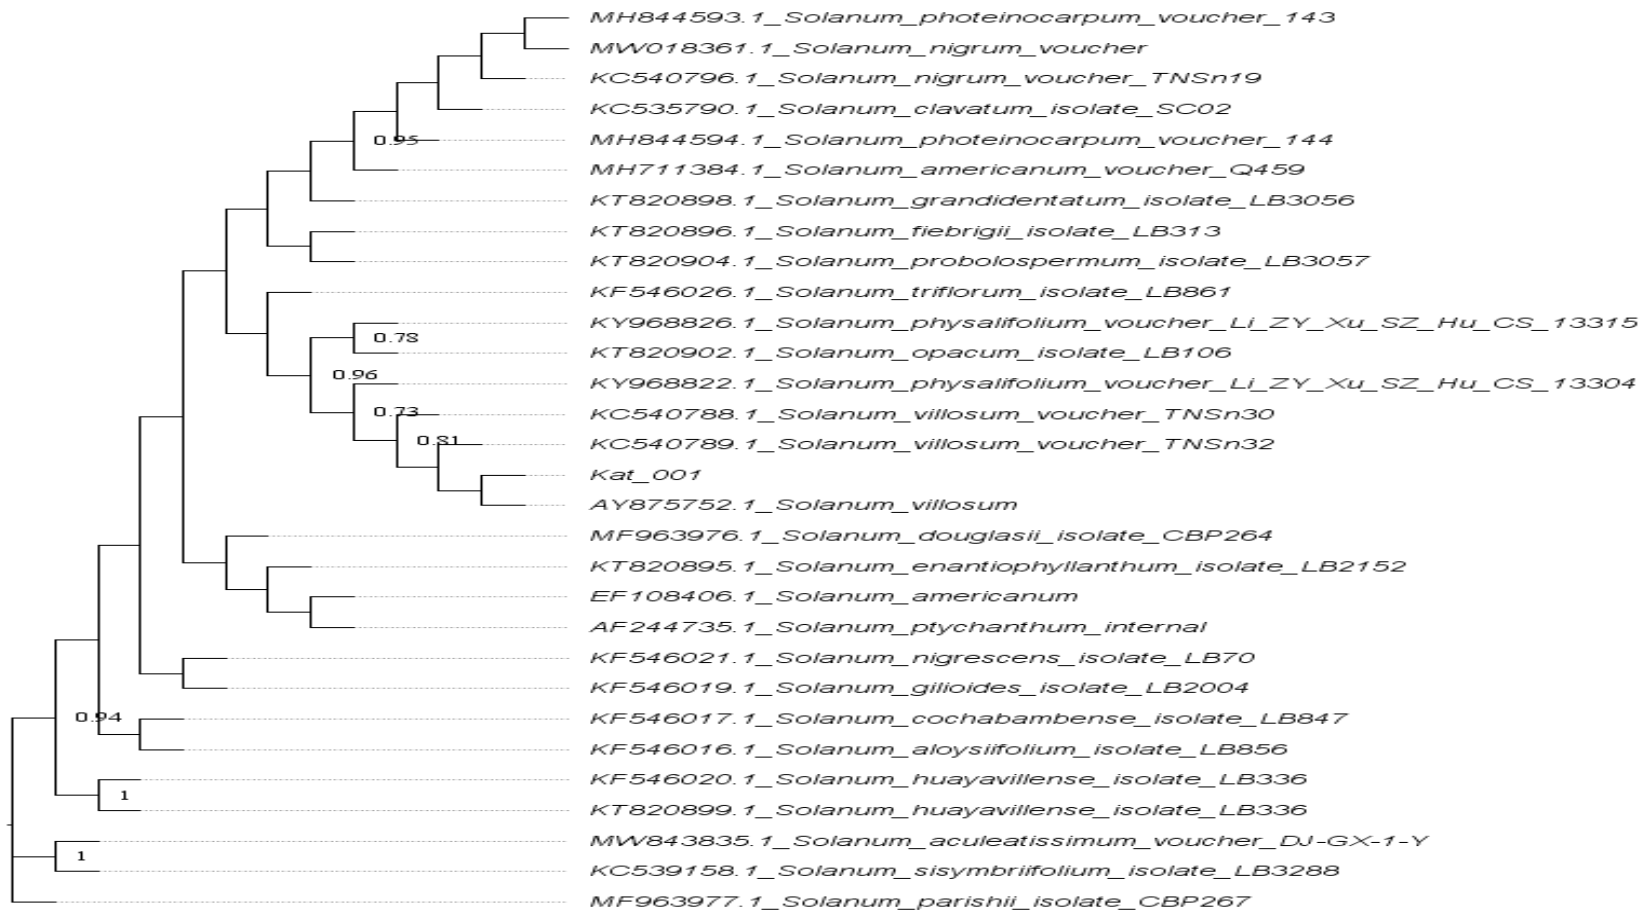 MH844593.1_Solanum_photeinocarpum_voucher_143
MW018361.1_Solanum_nigrum_voucher
KC540796.1_Solanum_nigrum_voucher_TNSn19
KC535790.1_Solanum_clavatum_isolate_SC02
0.95
MH844594.1_Solanum_photeinocarpum_voucher_144
MH711384.1_Solanum_americanum_voucher_Q459
KT820898.1_Solanum_grandidentatum_isolate_LB3056
KT820896.1_Solanum_fiebrigii_isolate_LB313
KT820904.1_Solanum_probolospermum_isolate_LB3057
KF546026.1_Solanum_triflorum_isolate_LB861
KY968826.1_Solanum_physalifolium_voucher_Li_ZY_Xu_SZ_Hu_CS_13315
0.78
KT820902.1_Solanum_opacum_isolate_LB106
0.96
KY968822.1_Solanum_physalifolium_voucher_Li_ZY_Xu_SZ_Hu_CS_13304
0.73
KC540788.1_Solanum_villosum_voucher_TNSn30
0.81
KC540789.1_Solanum_villosum_voucher_TNSn32
Kat_001
AY875752.1_Solanum_villosum
MF963976.1_Solanum_douglasii_isolate_CBP264
KT820895.1_Solanum_enantiophyllanthum_isolate_LB2152
EF108406.1_Solanum_americanum
AF244735.1_Solanum_ptychanthum_internal
KF546021.1_Solanum_nigrescens_isolate_LB70
KF546019.1_Solanum_gilioides_isolate_LB2004
0.94
KF546017.1_Solanum_cochabambense_isolate_LB847
KF546016.1_Solanum_aloysiifolium_isolate_LB856
KF546020.1_Solanum_huayavillense_isolate_LB336
1
KT820899.1_Solanum_huayavillense_isolate_LB336
MW843835.1_Solanum_aculeatissimum_voucher_DJ-GX-1-Y
1
KC539158.1_Solanum_sisymbriifolium_isolate_LB3288
MF963977.1_Solanum_parishii_isolate_CBP267